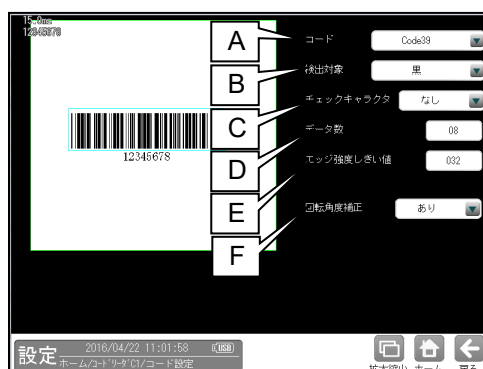 15.0ms
12345678
A
コード
Code39
B
検出対象
黒
C
チェックキャラクタ
なし
D
データ数
08
E
エッジ強度しきい値
032
F
回転角度補正
あり
12345678
設定
2016/04/22 11:01:58
USB
ホーム/コードリーダC1/コード設定
拡大縮小
ホーム
戻る